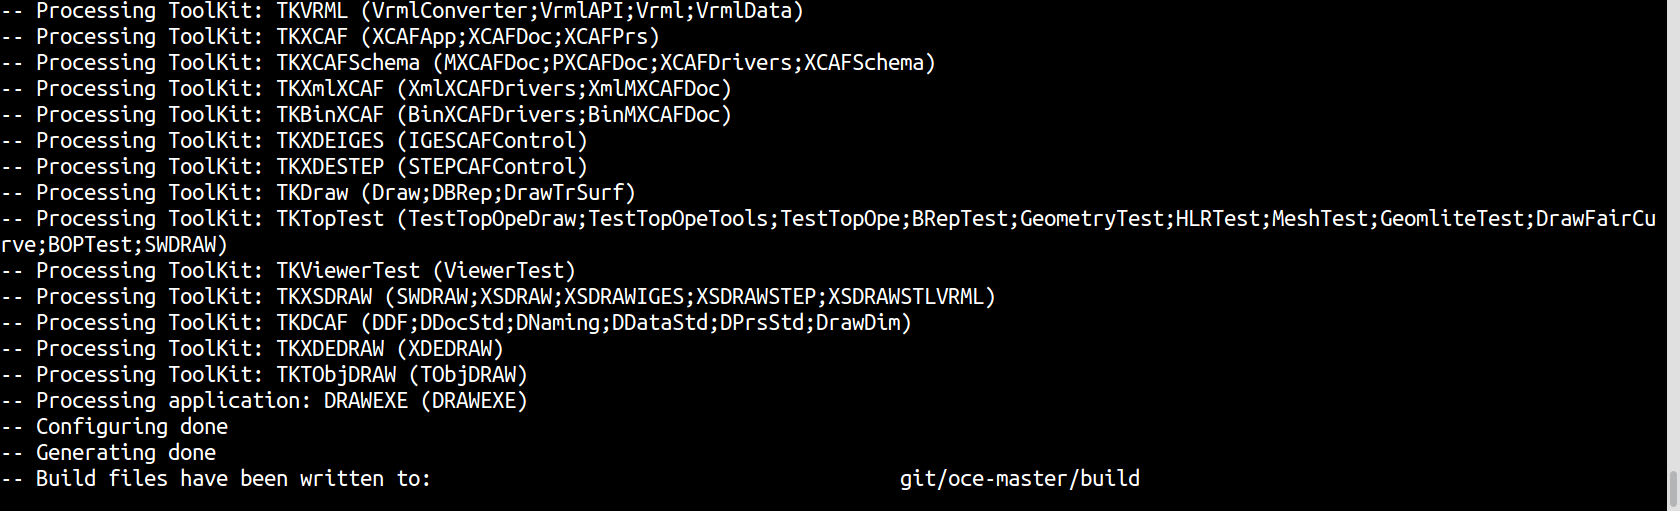 -- Processing ToolKit: TKVRML (VrmlConverter;VrmlAPI;Vrml;VrmlData)
-- Processing ToolKit: TKXCAF (XCAFApp;XCAFDoc;XCAFPrs)
-- Processing ToolKit: TKXCAFSchema (MXCAFDoc;PXCAFDoc;XCAFDrivers;XCAFSchema)
-- Processing ToolKit: TKXmlXCAF (XmlXCAFDrivers;XmlMXCAFDoc)
-- Processing ToolKit: TKBinXCAF (BinXCAFDrivers;BinMXCAFDoc)
-- Processing ToolKit: TKXDEIGES (IGESCAFControl)
-- Processing ToolKit: TKXDESTEP (STEPCAFControl)
-- Processing ToolKit: TKDraw (Draw;DBRep;DrawTrSurf)
-- Processing ToolKit: TKTopTest (TestTopOpeDraw;TestTopOpeTools;TestTopOpe;BRepTest;GeometryTest;HLRTest;MeshTest;GeomliteTest;DrawFairCu
rve;BOPTest;SWDRAW)
-- Processing ToolKit: TKViewerTest (ViewerTest)
-- Processing ToolKit: TKXSDRAW (SWDRAW;XSDRAW;XSDRAWIGES;XSDRAWSTEP;XSDRAWSTLVRML)
-- Processing ToolKit: TKDCAF (DDF;DDocStd;DNaming;DDataStd;DPrsStd;DrawDim)
-- Processing ToolKit: TKXDEDRAW (XDEDRAW)
-- Processing ToolKit: TKTObjDRAW (TObjDRAW)
-- Processing application: DRAWEXE (DRAWEXE)
-- Configuring done
-- Generating done
-- Build files have been written to: git/oce-master/build